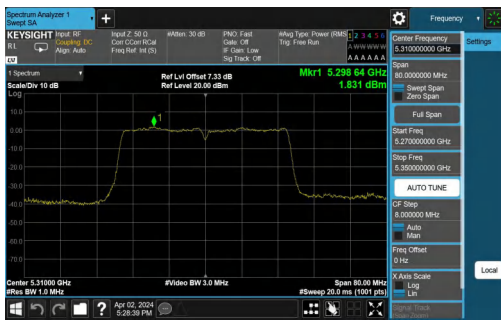 Spectrum Analyzer 1
Swept SA
+
Frequency
KEYSIGHT
RL
Input: RF
Coupling: DC
Align: Auto
Input Z: 50 Ω
Corr CCorr RCal
Freq Ref: Int (S)
#Atten: 30 dB
PNO: Fast
Gate: Off
IF Gain: Low
Sig Track: Off
#Avg Type: Power (RMS
Trig: Free Run
1 2 3 4 5 6
A W W W W W
A A A A A A
LW
1 Spectrum
Scale/Div 10 dB
Log
Ref Lvl Offset 7.33 dB
Ref Level 20.00 dBm
Mkr1 5.298 64 GHz
1.831 dBm
1
10.0
0.00
-10.0
-20.0
-30.0
-40.0
-50.0
-60.0
-70.0
Center 5.31000 GHz
#Res BW 1.0 MHz
#Video BW 3.0 MHz
Span 80.00 MHz
#Sweep 20.0 ms (1001 pts)
Center Frequency
5.310000000 GHz
Span
80.0000000 MHz
Swept Span
Zero Span
Full Span
Start Freq
5.270000000 GHz
Stop Freq
5.350000000 GHz
AUTO TUNE
CF Step
8.000000 MHz
Auto
Man
Freq Offset
0 Hz
X Axis Scale
Log
Lin
Signal Track
Settings
Local
?
Apr 02, 2024
5:28:39 PM